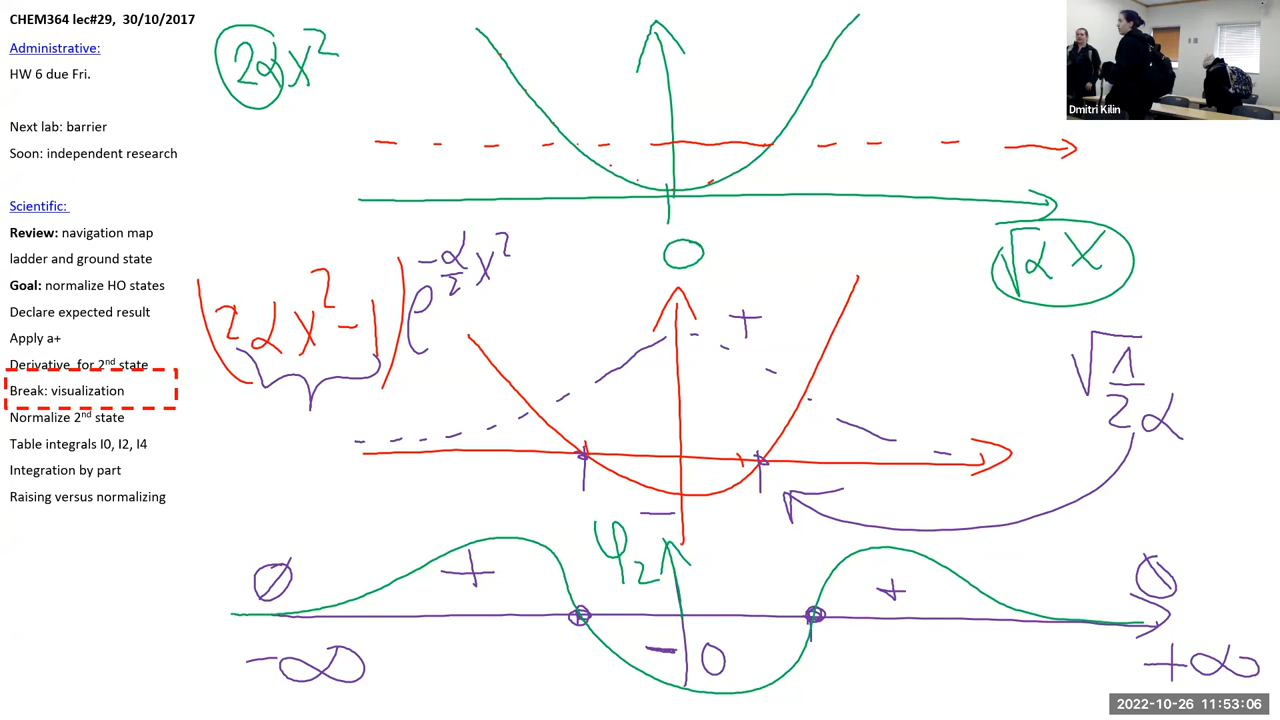 CHEM364 lec#29, 30/10/2017
Administrative:
HW 6 due Fri.
Next lab: barrier
Soon: independent research
Scientific:
Review: navigation map
ladder and ground state
Goal: normalize HO states
Declare expected result
Apply a+
Derivative for 2nd state
Break: visualization
Normalize 2nd state
Table integrals I0, I2, I4
Integration by part
Raising versus normalizing
2αx²
0
√α x
(2αx² − 1) e^(−α/2 x²)
+
−
√(1/2α)
φ₂
0
+
−
+
0
−∞
0
+∞
Dmitri Kilin
2022-10-26 11:53:06